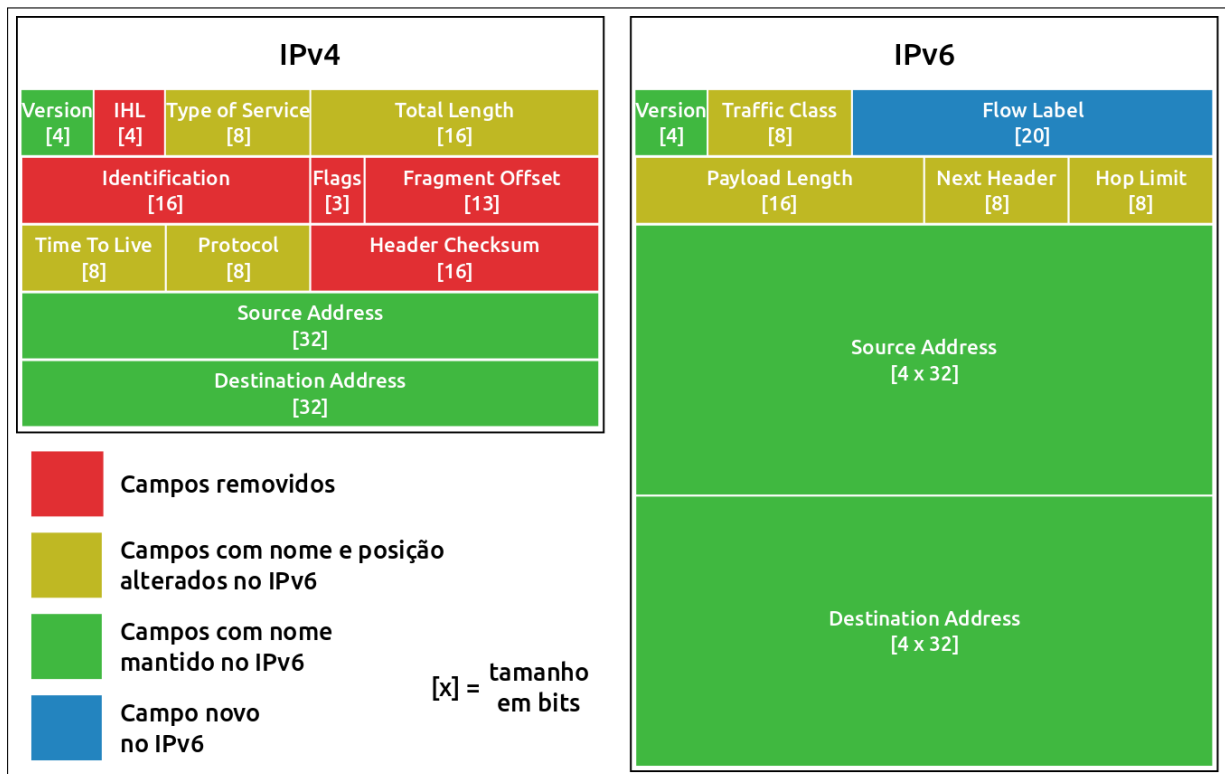 IPv4
Version
[4]
IHL
[4]
Type of Service
[8]
Total Length
[16]
Identification
[16]
Flags
[3]
Fragment Offset
[13]
Time To Live
[8]
Protocol
[8]
Header Checksum
[16]
Source Address
[32]
Destination Address
[32]
IPv6
Version
[4]
Traffic Class
[8]
Flow Label
[20]
Payload Length
[16]
Next Header
[8]
Hop Limit
[8]
Source Address
[4 x 32]
Destination Address
[4 x 32]
Campos removidos
Campos com nome e posição
alterados no IPv6
Campos com nome
mantido no IPv6
Campo novo
no IPv6
[x] = tamanho
em bits